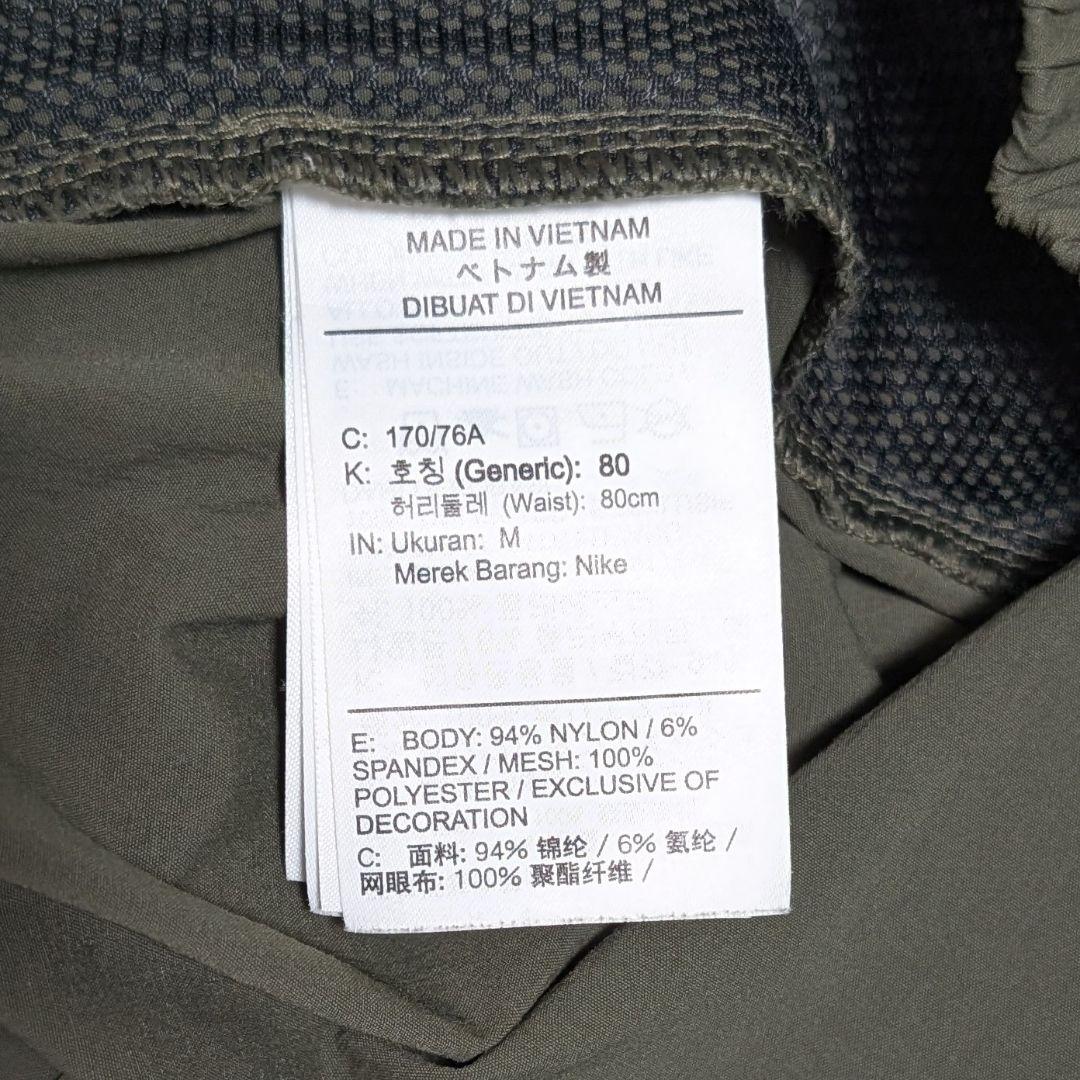 MADE IN VIETNAM
ベトナム製
DIBUAT DI VIETNAM
C: 170/76A
K: 호칭 (Generic): 80
허리둘레 (Waist): 80cm
IN: Ukuran: M
Merek Barang: Nike
E: BODY: 94% NYLON / 6%
SPANDEX / MESH: 100%
POLYESTER / EXCLUSIVE OF
DECORATION
C: 面料: 94% 锦纶 / 6% 氨纶 /
网眼布: 100% 聚酯纤维 /